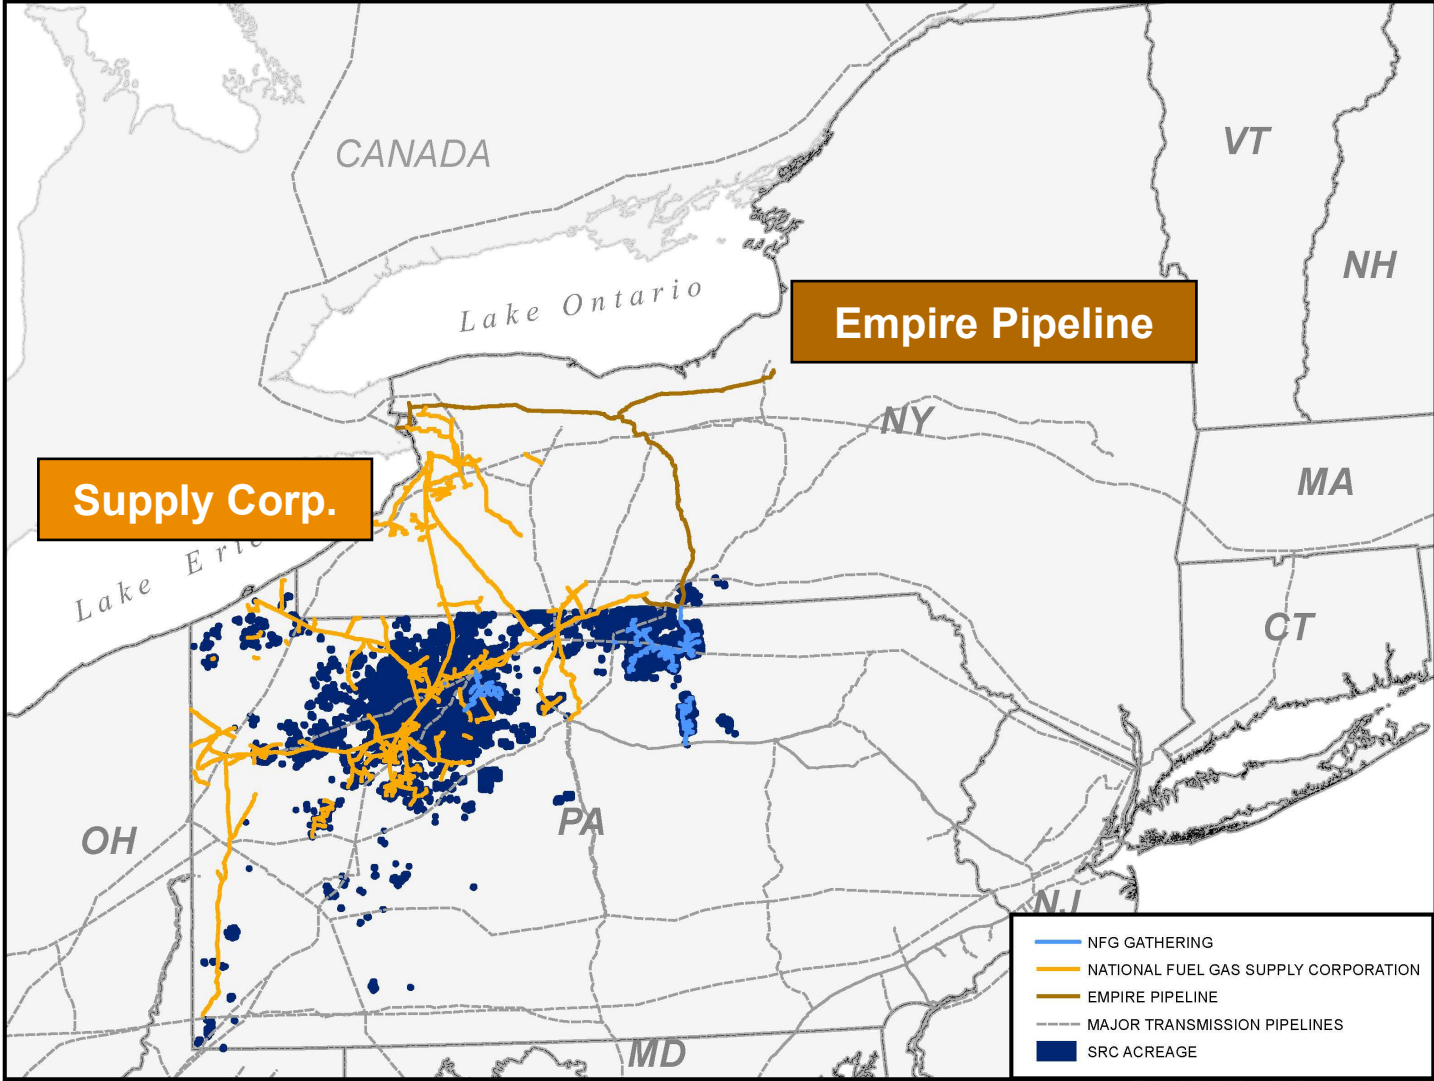 CANADA
VT
NH
Lake Ontario
Empire Pipeline
NY
Supply Corp.
MA
Lake Erie
CT
PA
OH
NJ
MD
NFG GATHERING
NATIONAL FUEL GAS SUPPLY CORPORATION
EMPIRE PIPELINE
MAJOR TRANSMISSION PIPELINES
SRC ACREAGE